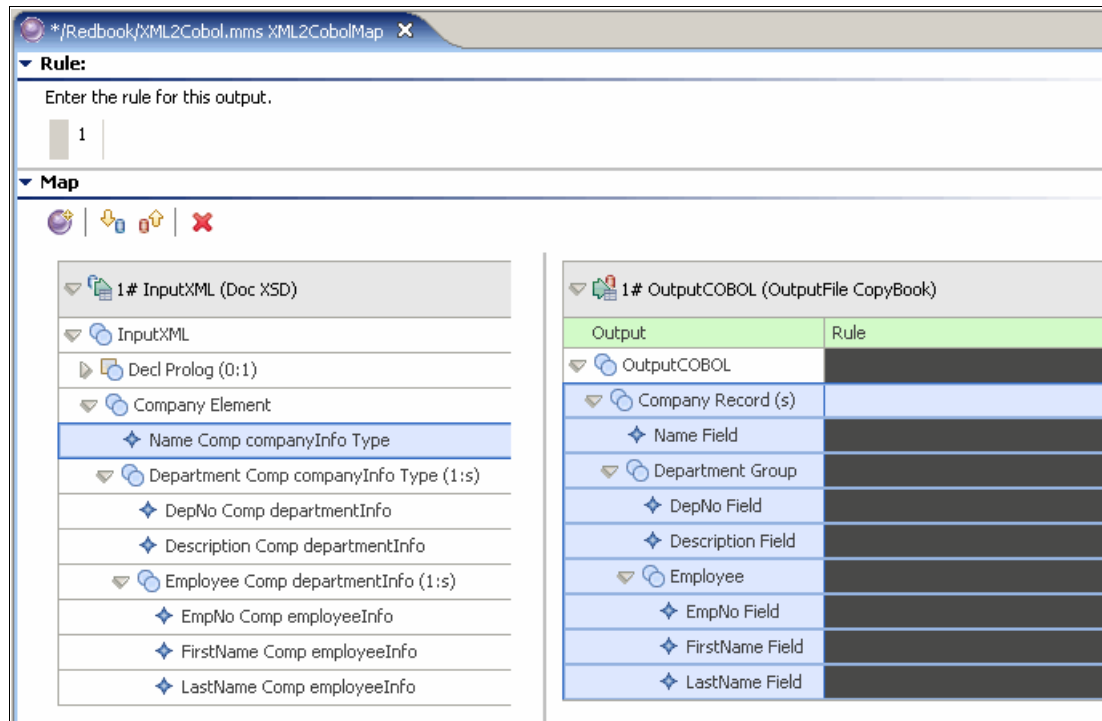 */Redbook/XML2Cobol.mms XML2CobolMap
Rule:
Enter the rule for this output.
1
Map
1# InputXML (Doc XSD)
InputXML
Decl Prolog (0:1)
Company Element
Name Comp companyInfo Type
Department Comp companyInfo Type (1:s)
DepNo Comp departmentInfo
Description Comp departmentInfo
Employee Comp departmentInfo (1:s)
EmpNo Comp employeeInfo
FirstName Comp employeeInfo
LastName Comp employeeInfo
1# OutputCOBOL (OutputFile CopyBook)
Output Rule
OutputCOBOL
Company Record (s)
Name Field
Department Group
DepNo Field
Description Field
Employee
EmpNo Field
FirstName Field
LastName Field